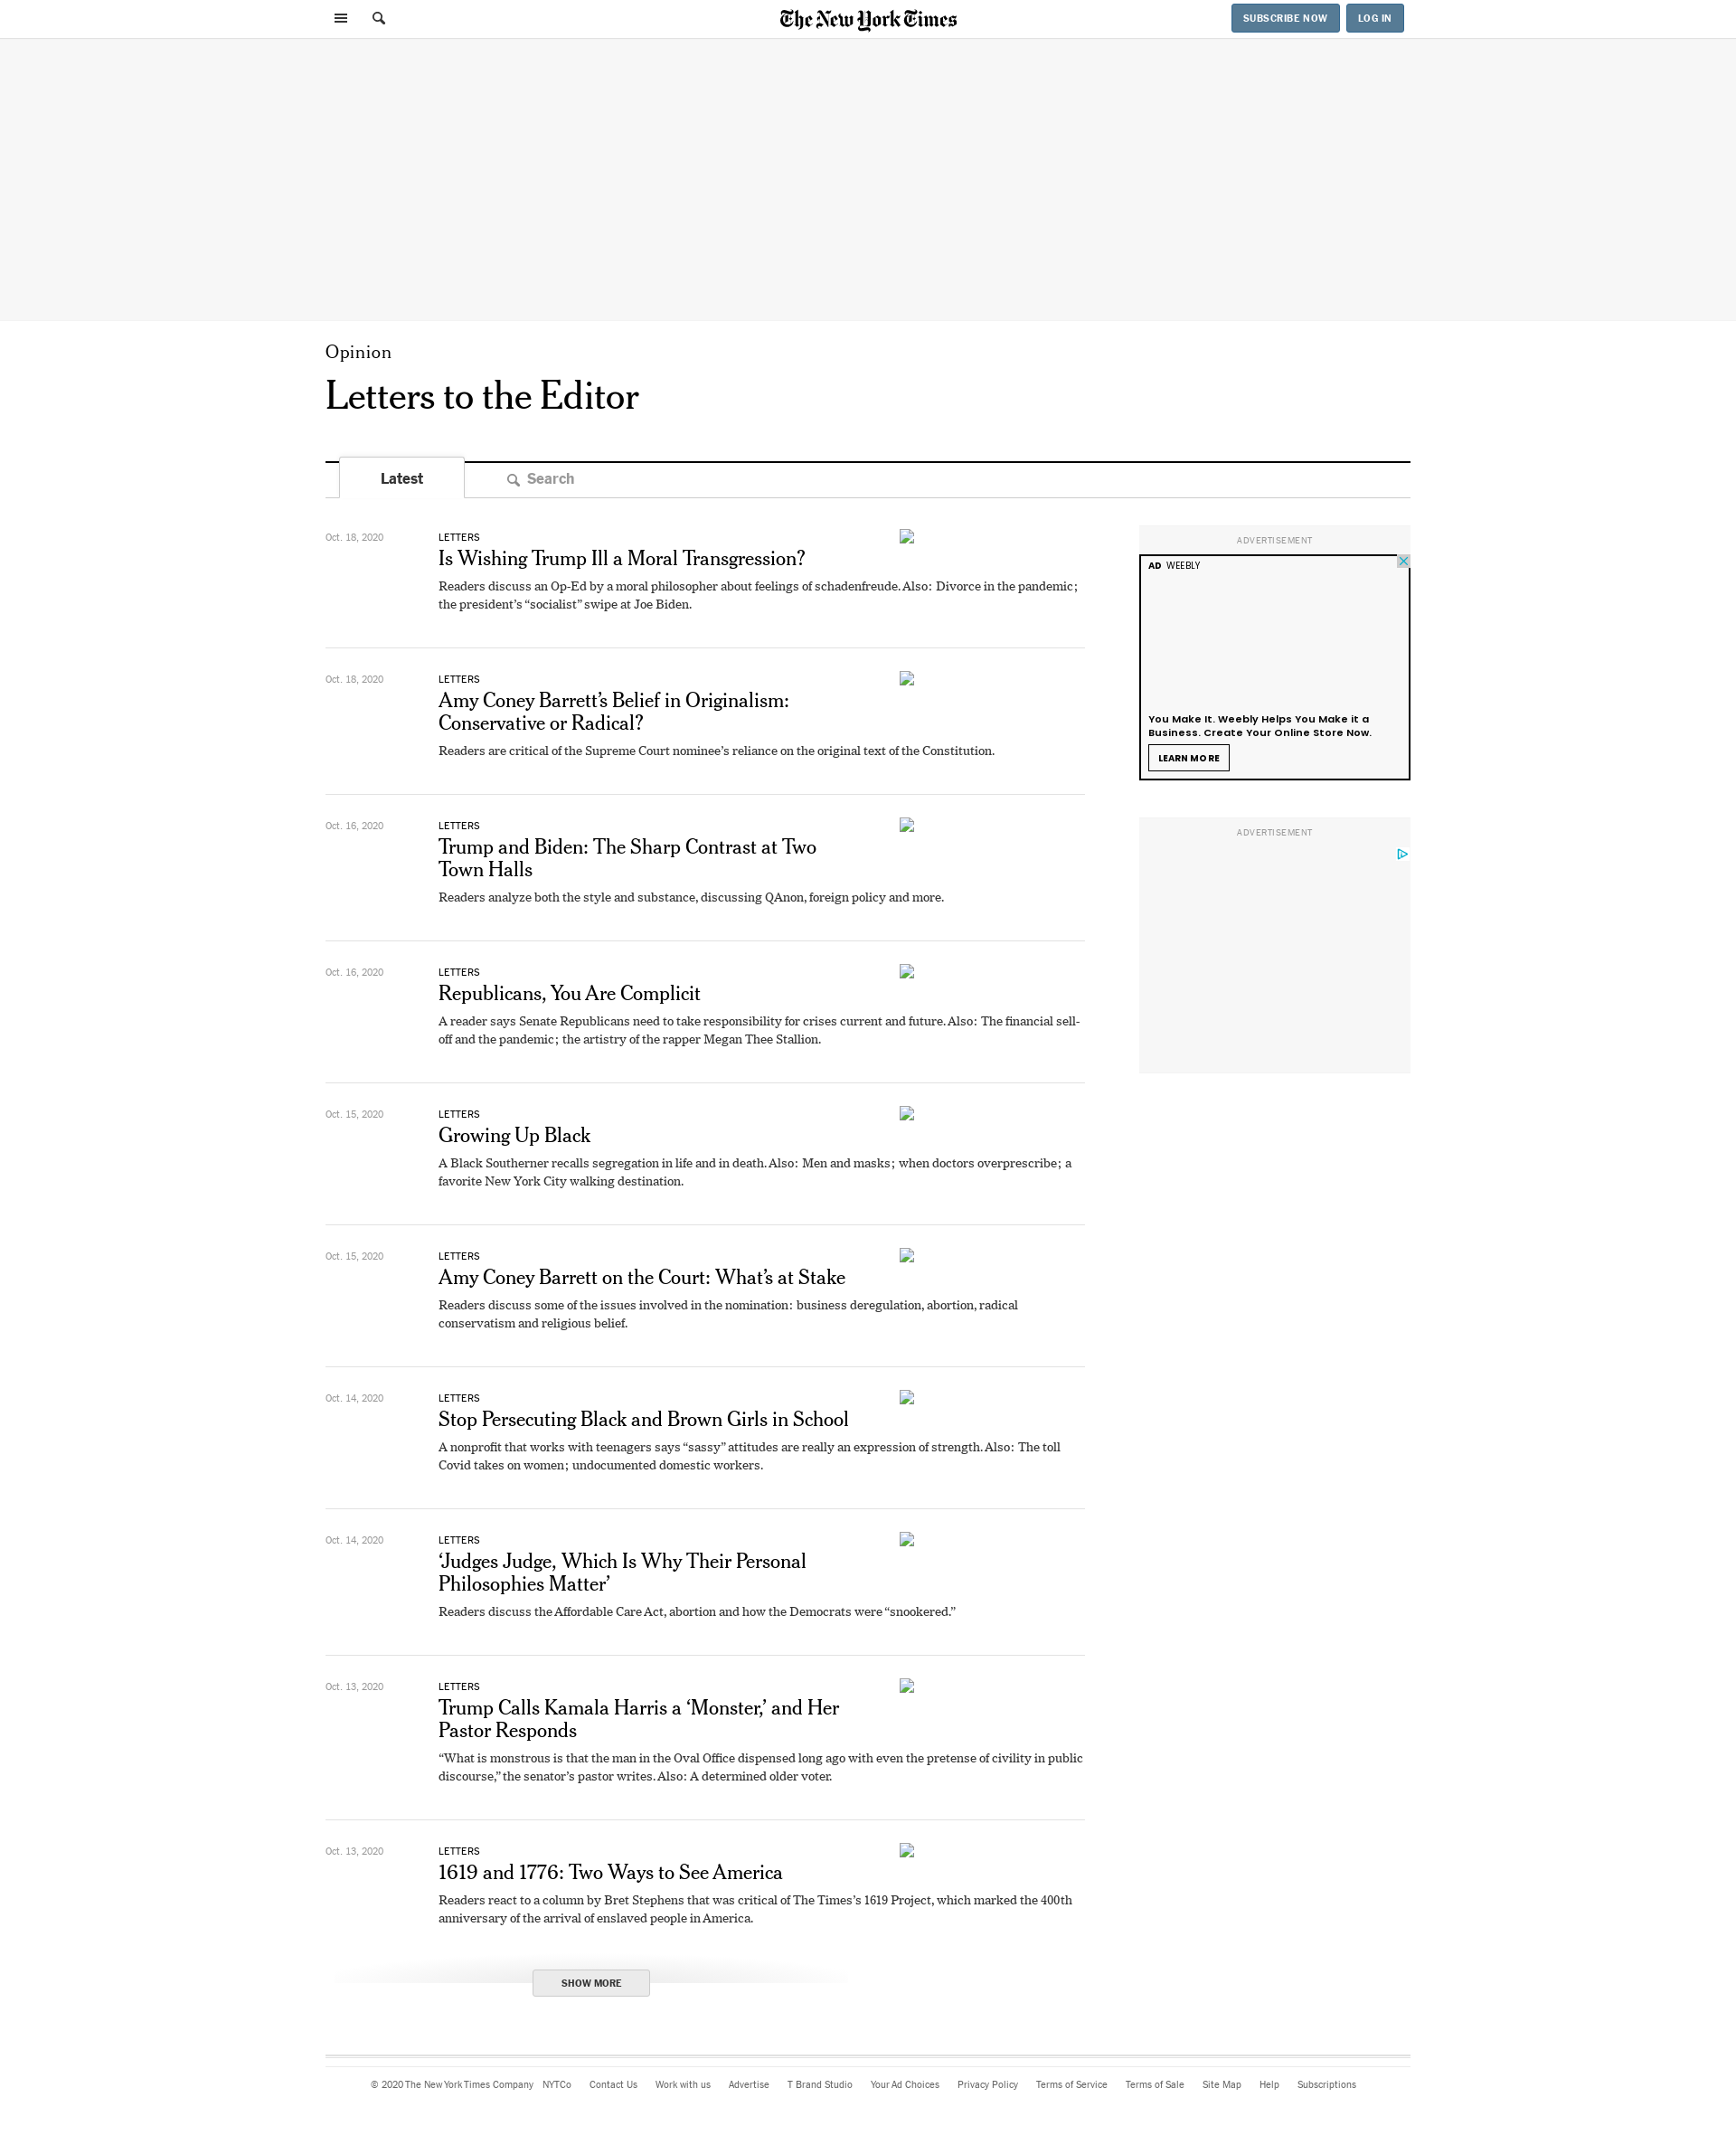 The New York Times
SUBSCRIBE NOW
LOG IN
Opinion
Letters to the Editor
Latest
Search
Oct. 18, 2020
LETTERS
Is Wishing Trump Ill a Moral Transgression?
Readers discuss an Op-Ed by a moral philosopher about feelings of schadenfreude. Also: Divorce in the pandemic;
the president’s “socialist” swipe at Joe Biden.
Oct. 18, 2020
LETTERS
Amy Coney Barrett’s Belief in Originalism:
Conservative or Radical?
Readers are critical of the Supreme Court nominee’s reliance on the original text of the Constitution.
Oct. 16, 2020
LETTERS
Trump and Biden: The Sharp Contrast at Two
Town Halls
Readers analyze both the style and substance, discussing QAnon, foreign policy and more.
Oct. 16, 2020
LETTERS
Republicans, You Are Complicit
A reader says Senate Republicans need to take responsibility for crises current and future. Also: The financial sell-
off and the pandemic; the artistry of the rapper Megan Thee Stallion.
Oct. 15, 2020
LETTERS
Growing Up Black
A Black Southerner recalls segregation in life and in death. Also: Men and masks; when doctors overprescribe; a
favorite New York City walking destination.
Oct. 15, 2020
LETTERS
Amy Coney Barrett on the Court: What’s at Stake
Readers discuss some of the issues involved in the nomination: business deregulation, abortion, radical
conservatism and religious belief.
Oct. 14, 2020
LETTERS
Stop Persecuting Black and Brown Girls in School
A nonprofit that works with teenagers says “sassy” attitudes are really an expression of strength. Also: The toll
Covid takes on women; undocumented domestic workers.
Oct. 14, 2020
LETTERS
‘Judges Judge, Which Is Why Their Personal
Philosophies Matter’
Readers discuss the Affordable Care Act, abortion and how the Democrats were “snookered.”
Oct. 13, 2020
LETTERS
Trump Calls Kamala Harris a ‘Monster,’ and Her
Pastor Responds
“What is monstrous is that the man in the Oval Office dispensed long ago with even the pretense of civility in public
discourse,” the senator’s pastor writes. Also: A determined older voter.
Oct. 13, 2020
LETTERS
1619 and 1776: Two Ways to See America
Readers react to a column by Bret Stephens that was critical of The Times’s 1619 Project, which marked the 400th
anniversary of the arrival of enslaved people in America.
SHOW MORE
ADVERTISEMENT
AD WEEBLY
You Make It. Weebly Helps You Make it a
Business. Create Your Online Store Now.
LEARN MORE
ADVERTISEMENT
© 2020 The New York Times Company NYTCo Contact Us Work with us Advertise T Brand Studio Your Ad Choices Privacy Policy Terms of Service Terms of Sale Site Map Help Subscriptions